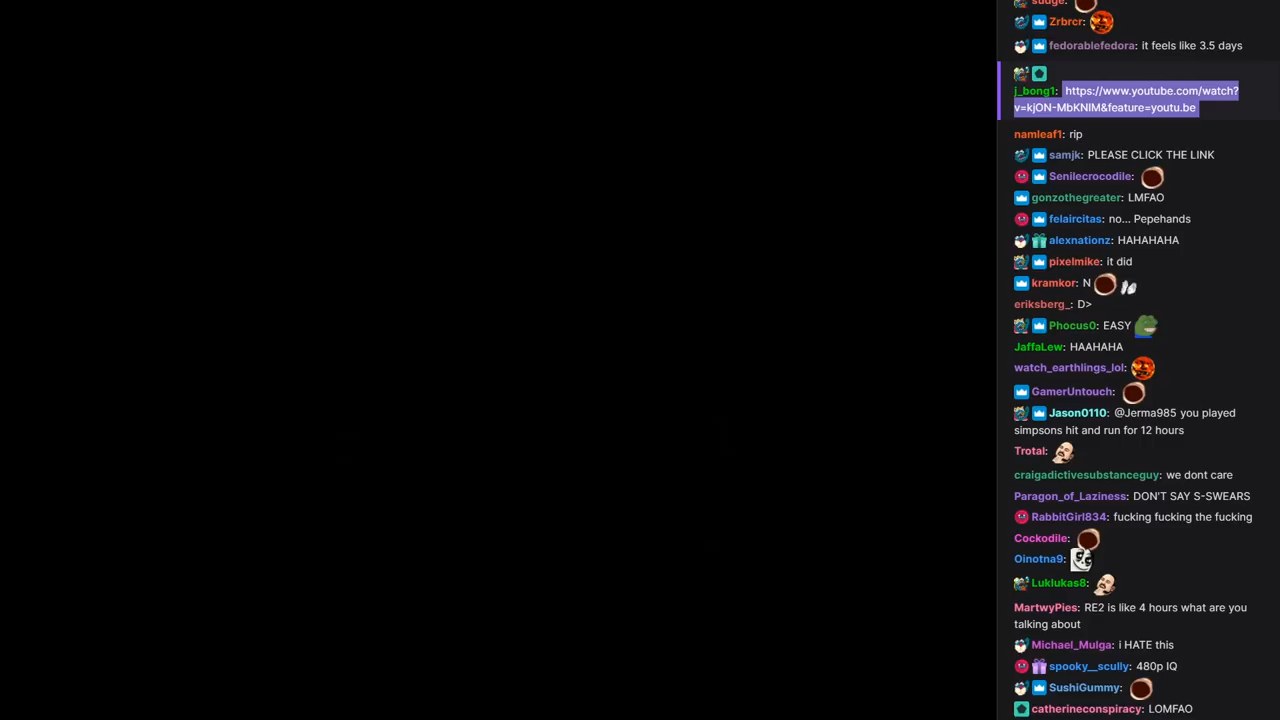 sudge:
Zrbrcr:
fedorablefedora: it feels like 3.5 days
j_bong1: https://www.youtube.com/watch?
v=kjON-MbKNIM&feature=youtu.be
namleaf1: rip
samjk: PLEASE CLICK THE LINK
Senilecrocodile:
gonzothegreater: LMFAO
felaircitas: no... Pepehands
alexnationz: HAHAHAHA
pixelmike: it did
kramkor: N
eriksberg_: D>
Phocus0: EASY
JaffaLew: HAAHAHA
watch_earthlings_lol:
GamerUntouch:
Jason0110: @Jerma985 you played
simpsons hit and run for 12 hours
Trotal:
craigadictivesubstanceguy: we dont care
Paragon_of_Laziness: DON'T SAY S-SWEARS
RabbitGirl834: fucking fucking the fucking
Cockodile:
Oinotna9:
Luklukas8:
MartwyPies: RE2 is like 4 hours what are you
talking about
Michael_Mulga: i HATE this
spooky__scully: 480p IQ
SushiGummy:
catherineconspiracy: LOMFAO